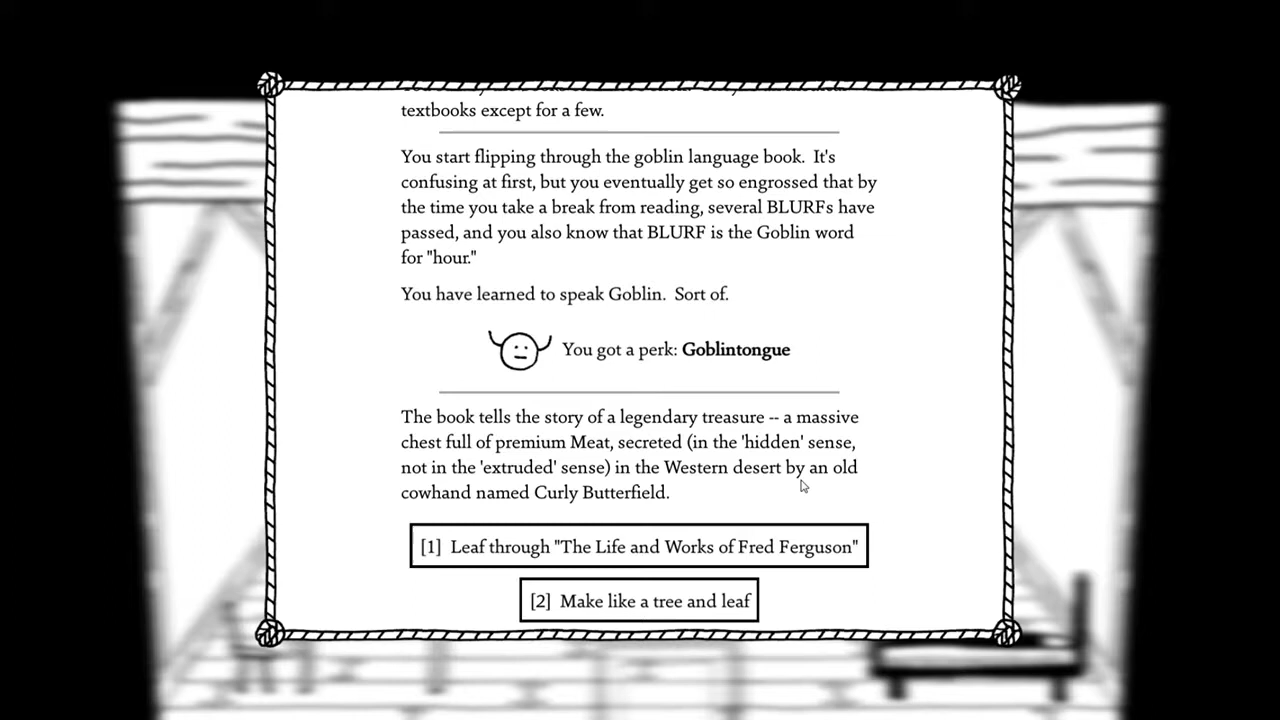 textbooks except for a few.
You start flipping through the goblin language book.  It's
confusing at first, but you eventually get so engrossed that by
the time you take a break from reading, several BLURFs have
passed, and you also know that BLURF is the Goblin word
for "hour."
You have learned to speak Goblin.  Sort of.
You got a perk: Goblintongue
The book tells the story of a legendary treasure -- a massive
chest full of premium Meat, secreted (in the 'hidden' sense,
not in the 'extruded' sense) in the Western desert by an old
cowhand named Curly Butterfield.
[1]  Leaf through "The Life and Works of Fred Ferguson"
[2]  Make like a tree and leaf